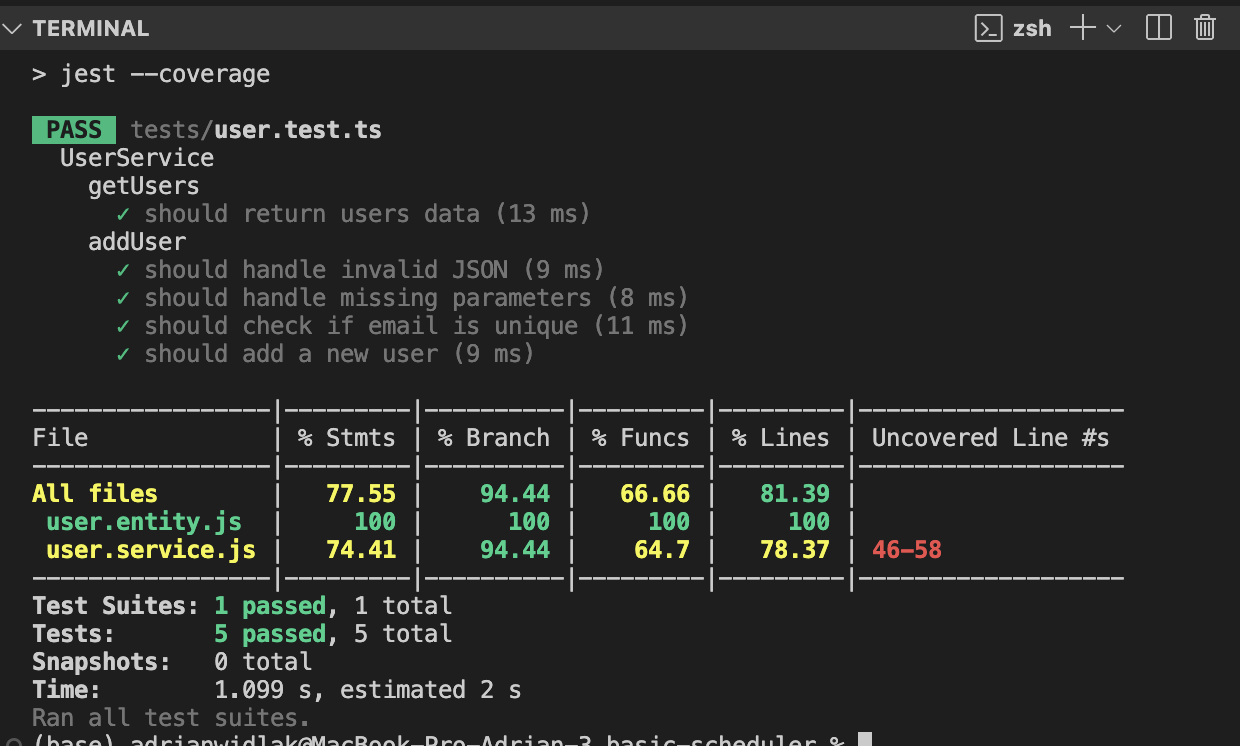 TERMINAL
zsh
> jest --coverage
PASS tests/user.test.ts
UserService
getUsers
✓ should return users data (13 ms)
addUser
✓ should handle invalid JSON (9 ms)
✓ should handle missing parameters (8 ms)
✓ should check if email is unique (11 ms)
✓ should add a new user (9 ms)
File | % Stmts | % Branch | % Funcs | % Lines | Uncovered Line #s
All files | 77.55 | 94.44 | 66.66 | 81.39 |
user.entity.js | 100 | 100 | 100 | 100 |
user.service.js | 74.41 | 94.44 | 64.7 | 78.37 | 46-58
Test Suites: 1 passed, 1 total
Tests: 5 passed, 5 total
Snapshots: 0 total
Time: 1.099 s, estimated 2 s
Ran all test suites.
(base) adrianwidlak@MacBook-Pro-Adrian-3 basic-scheduler %